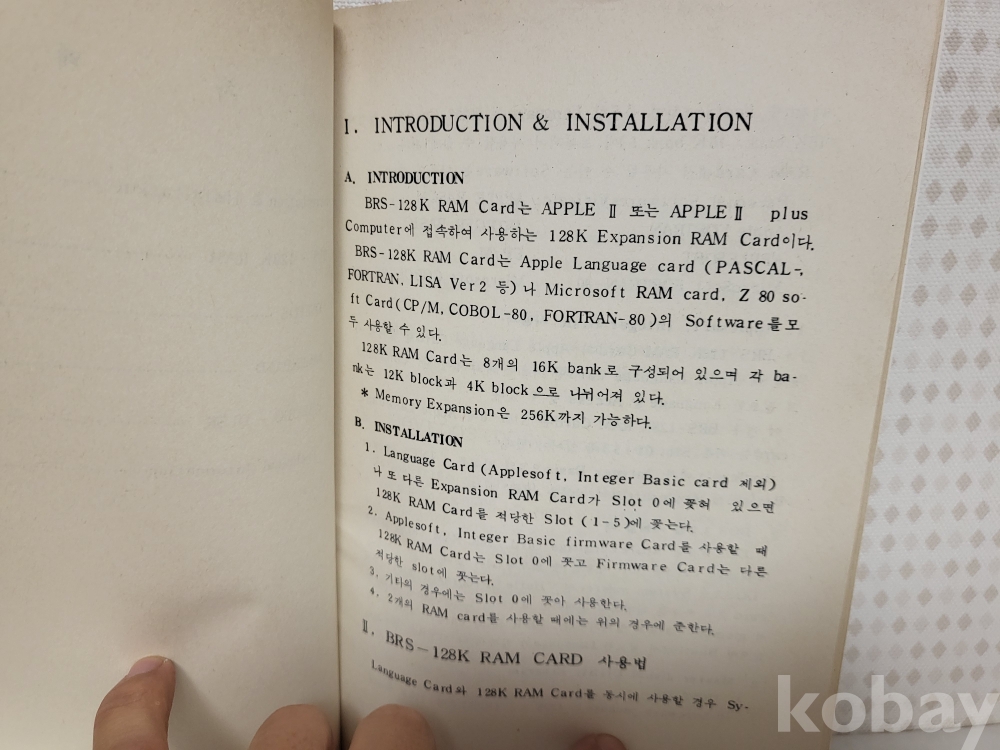 I. INTRODUCTION & INSTALLATION
A. INTRODUCTION
BRS-128K RAM Card는 APPLE Ⅱ 또는 APPLE Ⅱ plus
Computer에 접속하여 사용하는 128K Expansion RAM Card이다.
BRS-128K RAM Card는 Apple Language card (PASCAL-,
FORTRAN, LISA Ver 2 등) 나 Microsoft RAM card, Z 80 so-
ft Card(CP/M, COBOL-80, FORTRAN-80)의 Software를 모
두 사용할 수 있다.
128K RAM Card는 8개의 16K bank로 구성되어 있으며 각 ba-
nk는 12K block과 4K block으로 나뉘어져 있다.
* Memory Expansion은 256K까지 가능하다.
B. INSTALLATION
1. Language Card (Applesoft, Integer Basic card 제외)
나 또 다른 Expansion RAM Card가 Slot 0에 꽂혀 있으면
128K RAM Card를 적당한 Slot (1-5)에 꽂는다.
2. Applesoft, Integer Basic firmware Card를 사용할 때
128K RAM Card는 Slot 0에 꽂고 Firmware Card는 다른
적당한 slot에 꽂는다.
3. 기타의 경우에는 Slot 0에 꽂아 사용한다.
4. 2개의 RAM card를 사용할 때에는 위의 경우에 준한다.
Ⅱ. BRS-128K RAM CARD 사용법
Language Card와 128K RAM Card를 동시에 사용할 경우 Sy-
kobay